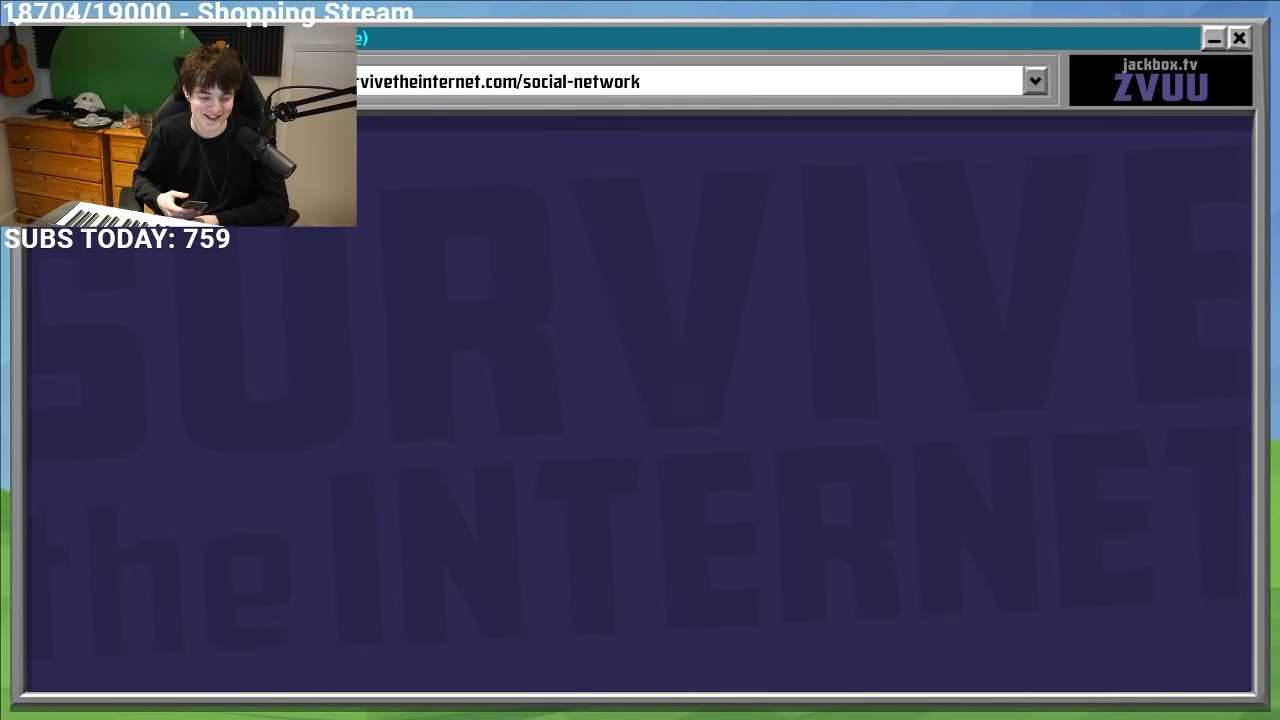 18704/19000 - Shopping Stream
e)
rvivetheinternet.com/social-network
jackbox.tv
ZVUU
SUBS TODAY: 759
SURVIVE
the INTERNET